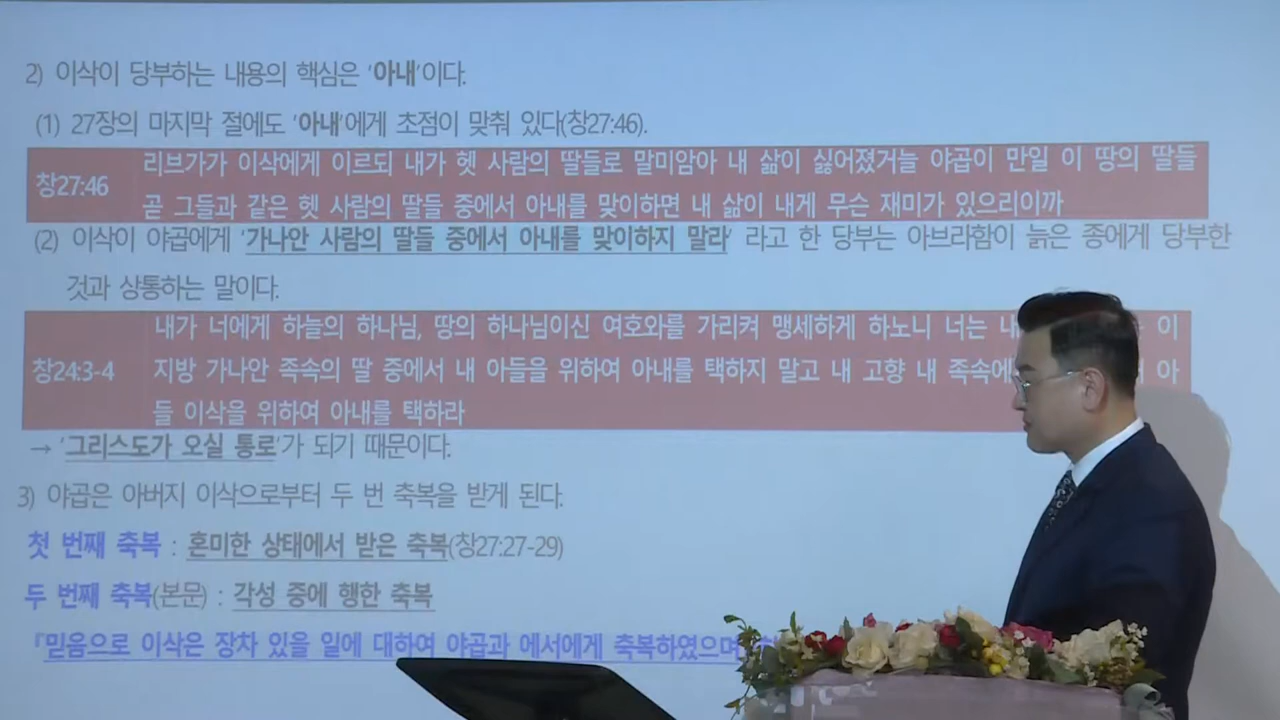 2) 이삭이 당부하는 내용의 핵심은 '아내'이다.
(1) 27장의 마지막 절에도 '아내'에게 초점이 맞춰 있다(창27:46).
창27:46
리브가가 이삭에게 이르되 내가 헷 사람의 딸들로 말미암아 내 삶이 싫어졌거늘 야곱이 만일 이 땅의 딸들
곧 그들과 같은 헷 사람의 딸들 중에서 아내를 맞이하면 내 삶이 내게 무슨 재미가 있으리이까
(2) 이삭이 야곱에게 '가나안 사람의 딸들 중에서 아내를 맞이하지 말라' 라고 한 당부는 아브라함이 늙은 종에게 당부한
것과 상통하는 말이다.
창24:3-4
내가 너에게 하늘의 하나님, 땅의 하나님이신 여호와를 가리켜 맹세하게 하노니 너는 이
지방 가나안 족속의 딸 중에서 내 아들을 위하여 아내를 택하지 말고 내 고향 내 아
들 이삭을 위하여 아내를 택하라
→ '그리스도가 오실 통로'가 되기 때문이다.
3) 야곱은 아버지 이삭으로부터 두 번 축복을 받게 된다.
첫 번째 축복 : 혼미한 상태에서 받은 축복(창27:27-29)
두 번째 축복(본문) : 각성 중에 행한 축복
『믿음으로 이삭은 장차 있을 일에 대하여 야곱과 에서에게 축복하였으며